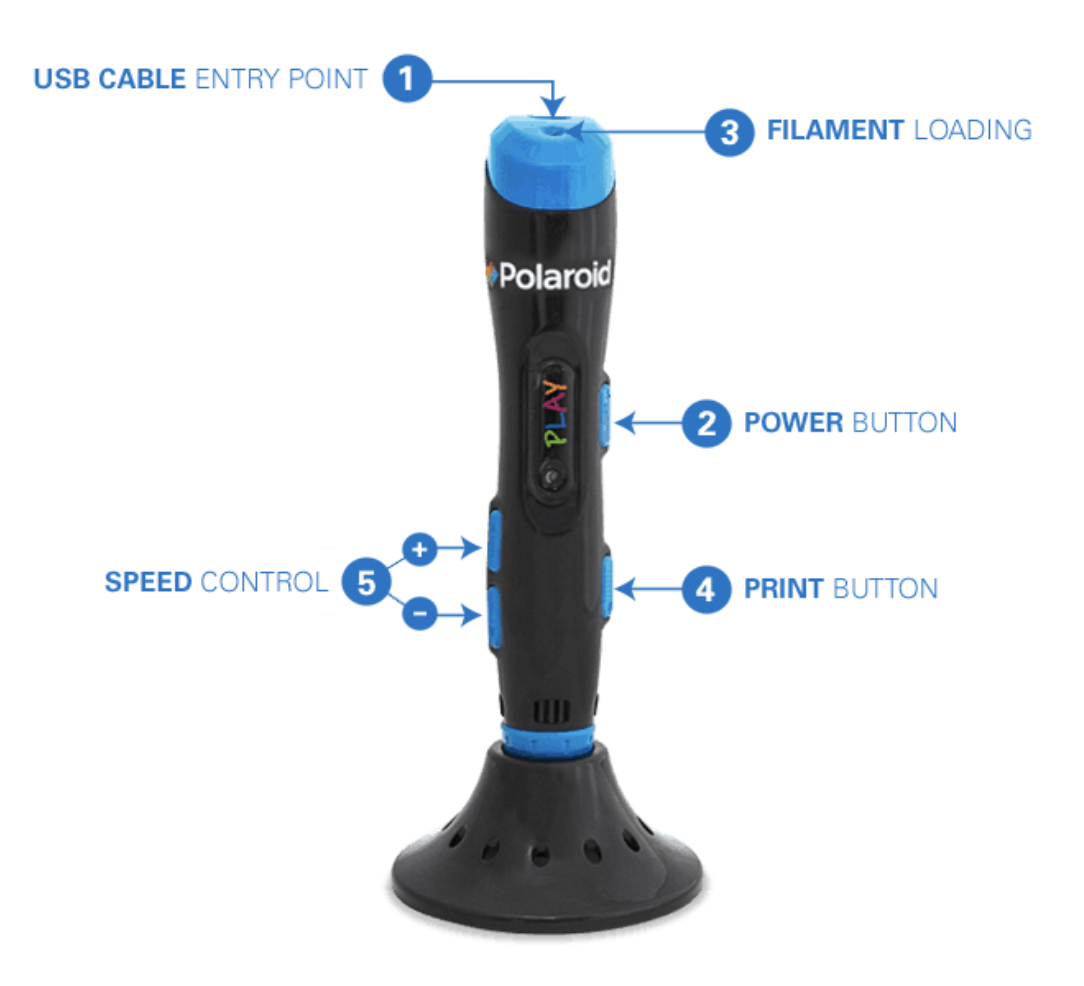 USB CABLE ENTRY POINT 1
3 FILAMENT LOADING
Polaroid
PLAY
2 POWER BUTTON
+
SPEED CONTROL 5
4 PRINT BUTTON
−